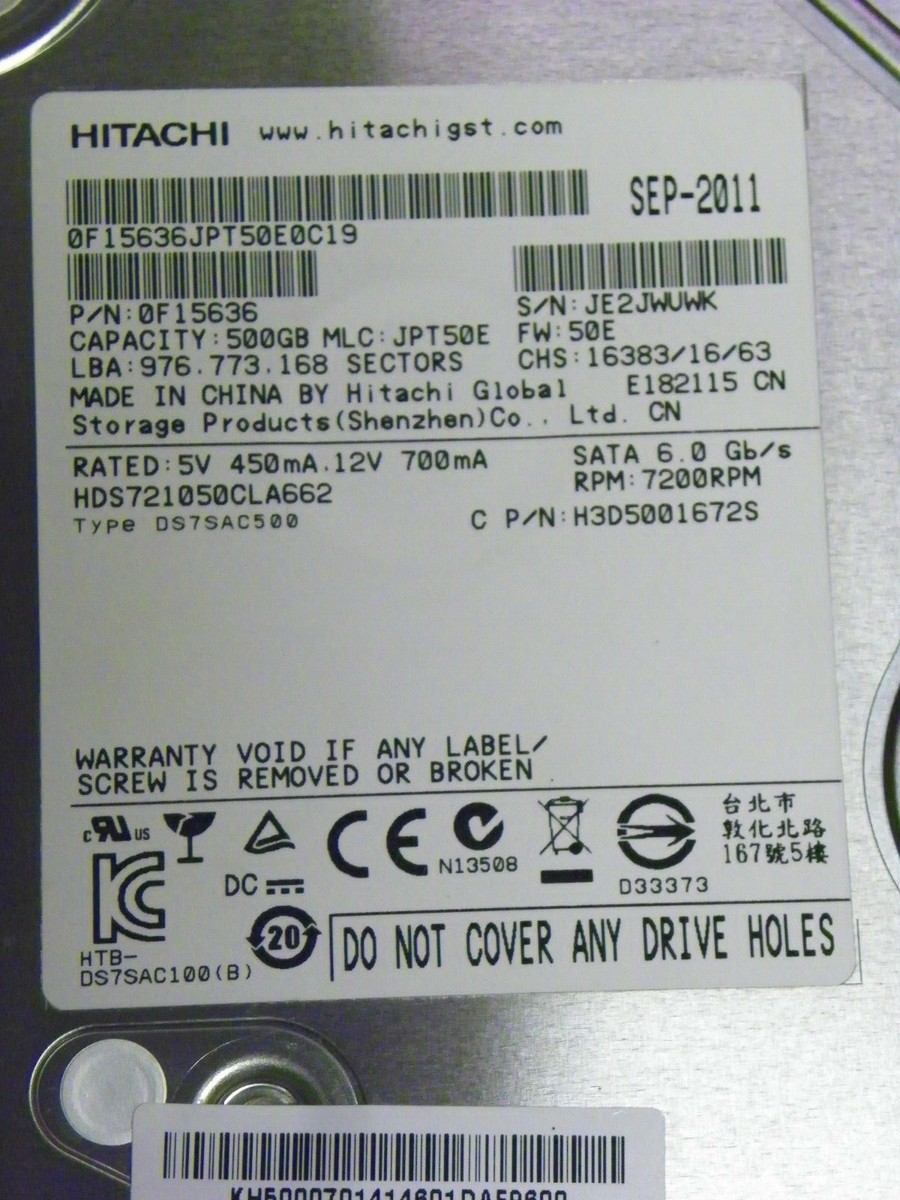 HITACHI www.hitachigst.com
SEP-2011
0F15636JPT50E0C19
P/N:0F15636
S/N:JE2JWUWK
CAPACITY:500GB MLC:JPT50E FW:50E
LBA:976.773.168 SECTORS CHS:16383/16/63
MADE IN CHINA BY Hitachi Global E182115 CN
Storage Products(Shenzhen)Co., Ltd. CN
RATED:5V 450mA.12V 700mA SATA 6.0 Gb/s
HDS721050CLA662 RPM:7200RPM
Type DS7SAC500 C P/N:H3D5001672S
WARRANTY VOID IF ANY LABEL/
SCREW IS REMOVED OR BROKEN
c RU US
CE
N13508
D33373
台北市
敦化北路
167號5樓
DC
KC
20
HTB-
DS7SAC100(B)
DO NOT COVER ANY DRIVE HOLES